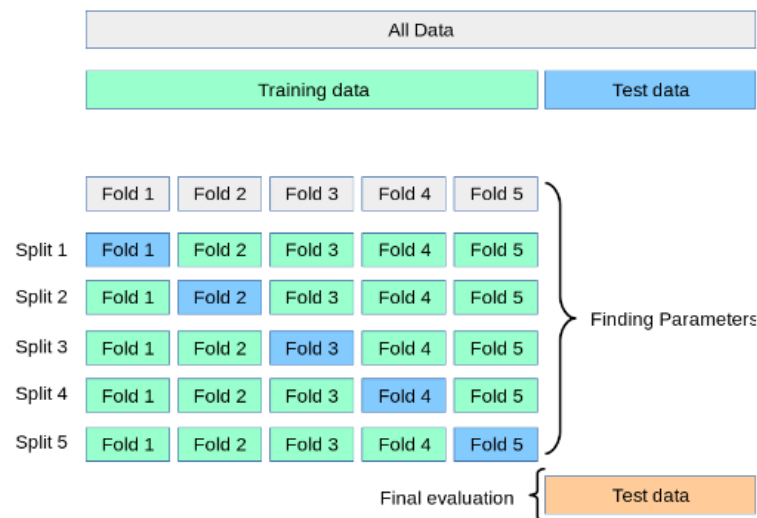 All Data
Training data Test data
Fold 1 Fold 2 Fold 3 Fold 4 Fold 5
Split 1 Fold 1 Fold 2 Fold 3 Fold 4 Fold 5
Split 2 Fold 1 Fold 2 Fold 3 Fold 4 Fold 5
Finding Parameters
Split 3 Fold 1 Fold 2 Fold 3 Fold 4 Fold 5
Split 4 Fold 1 Fold 2 Fold 3 Fold 4 Fold 5
Split 5 Fold 1 Fold 2 Fold 3 Fold 4 Fold 5
Final evaluation Test data